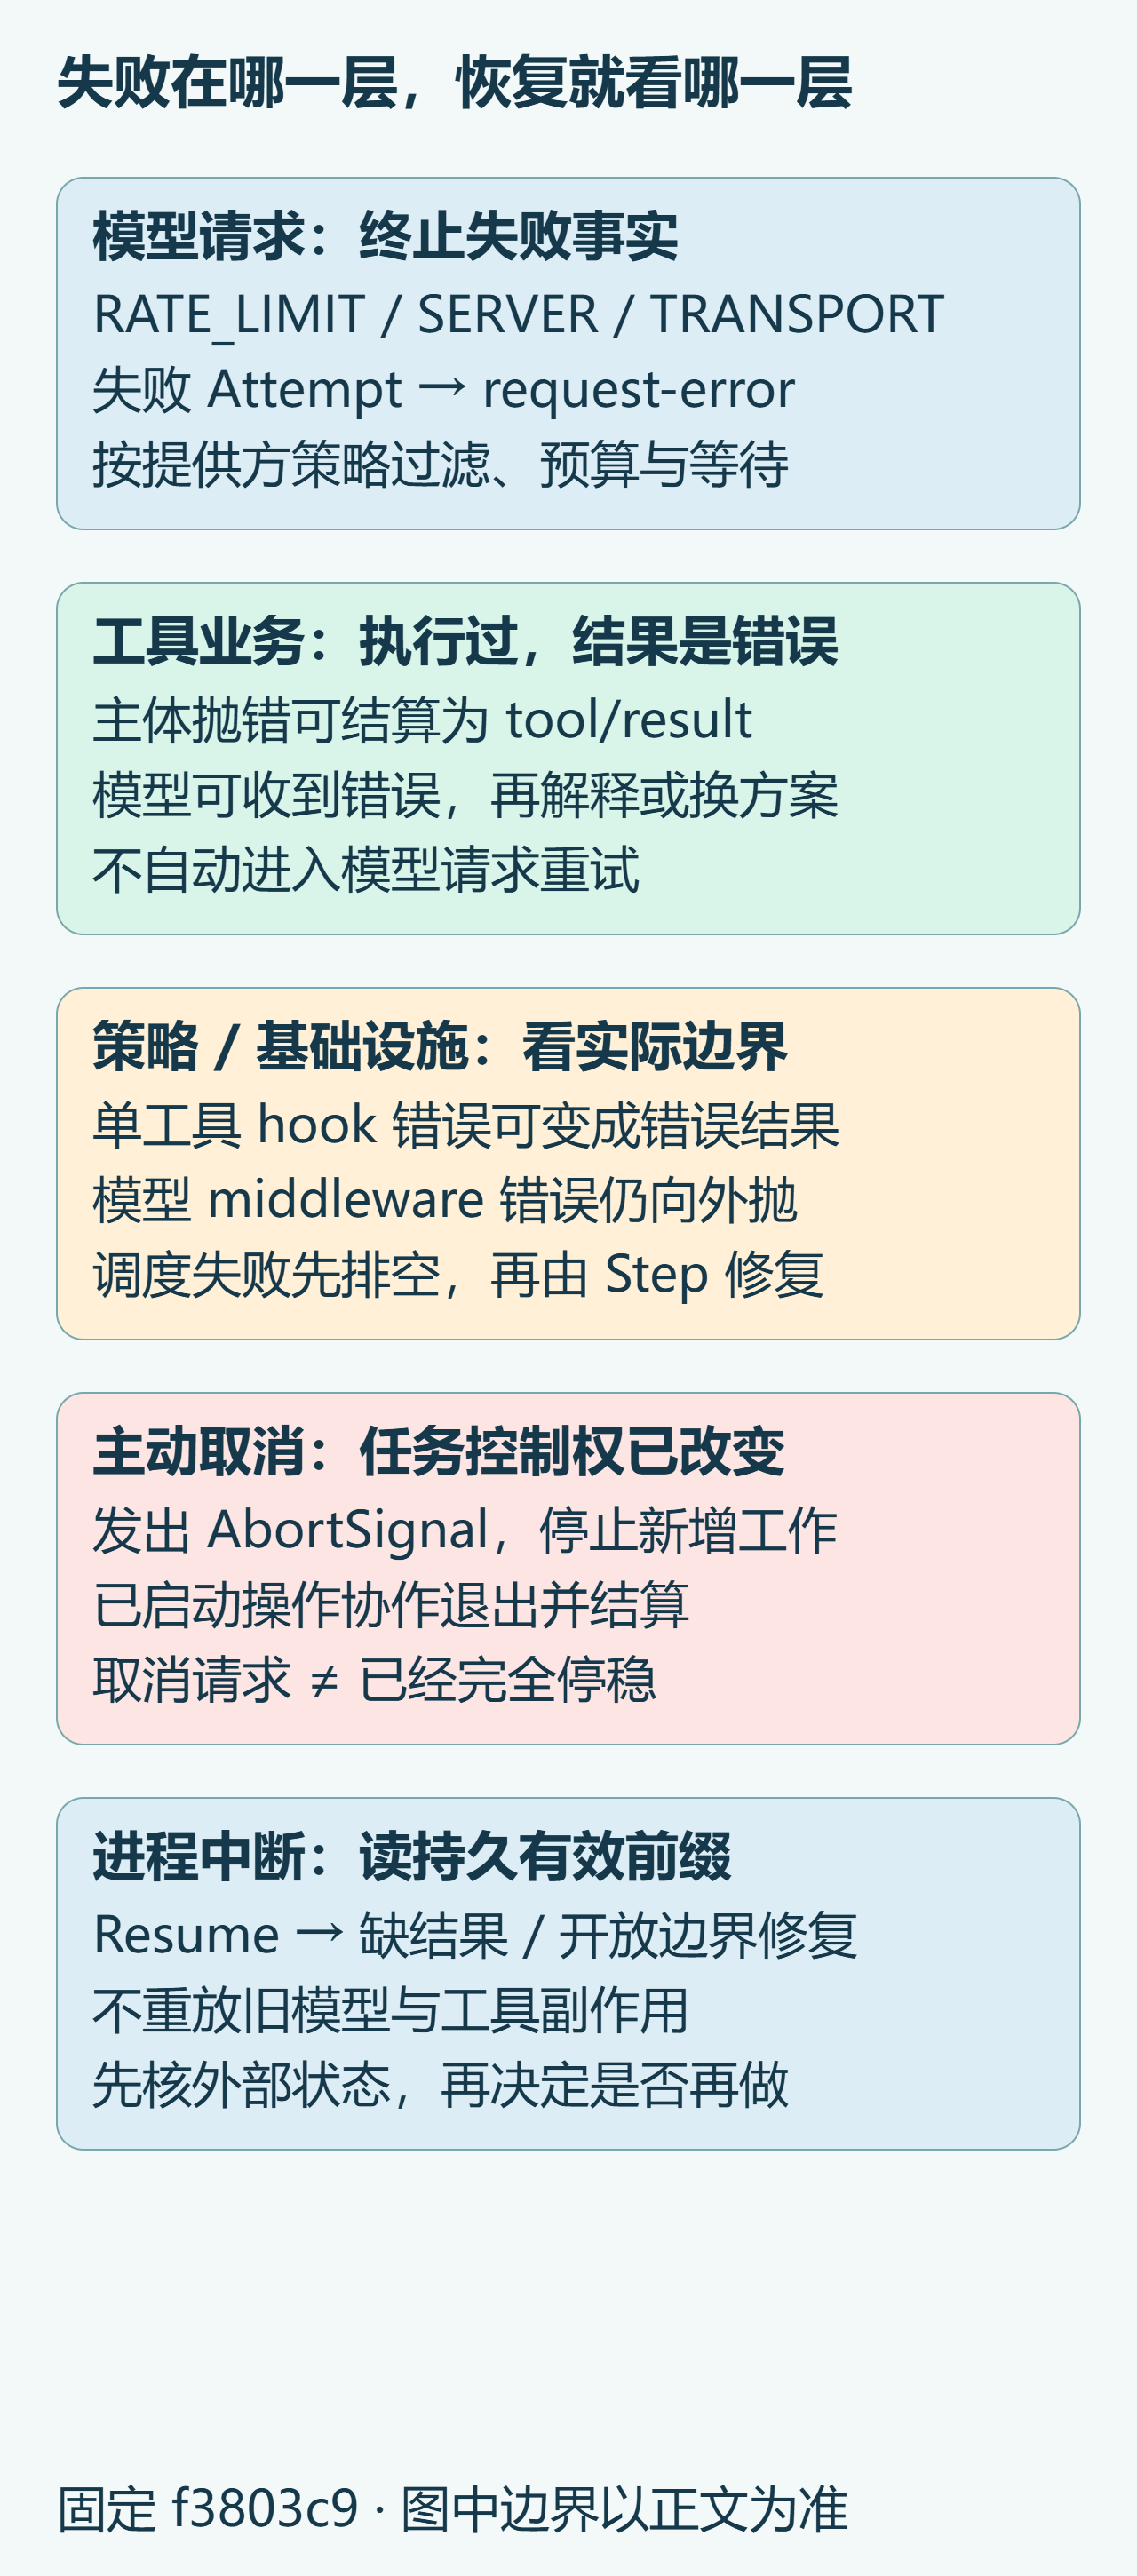 失败在哪一层，恢复就看哪一层
模型请求：终止失败事实
RATE_LIMIT / SERVER / TRANSPORT
失败 Attempt → request-error
按提供方策略过滤、预算与等待
工具业务：执行过，结果是错误
主体抛错可结算为 tool/result
模型可收到错误，再解释或换方案
不自动进入模型请求重试
策略 / 基础设施：看实际边界
单工具 hook 错误可变成错误结果
模型 middleware 错误仍向外抛
调度失败先排空，再由 Step 修复
主动取消：任务控制权已改变
发出 AbortSignal，停止新增工作
已启动操作协作退出并结算
取消请求 ≠ 已经完全停稳
进程中断：读持久有效前缀
Resume → 缺结果 / 开放边界修复
不重放旧模型与工具副作用
先核外部状态，再决定是否再做
固定 f3803c9 · 图中边界以正文为准